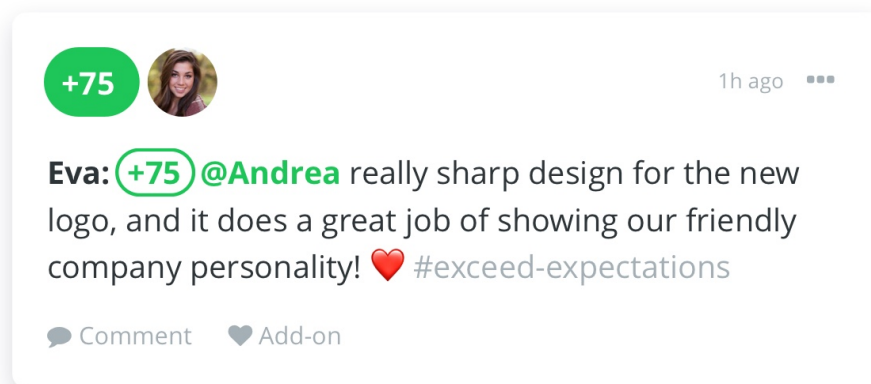 +75
1h ago
Eva: +75 @Andrea really sharp design for the new
logo, and it does a great job of showing our friendly
company personality! ❤️ #exceed-expectations
Comment Add-on